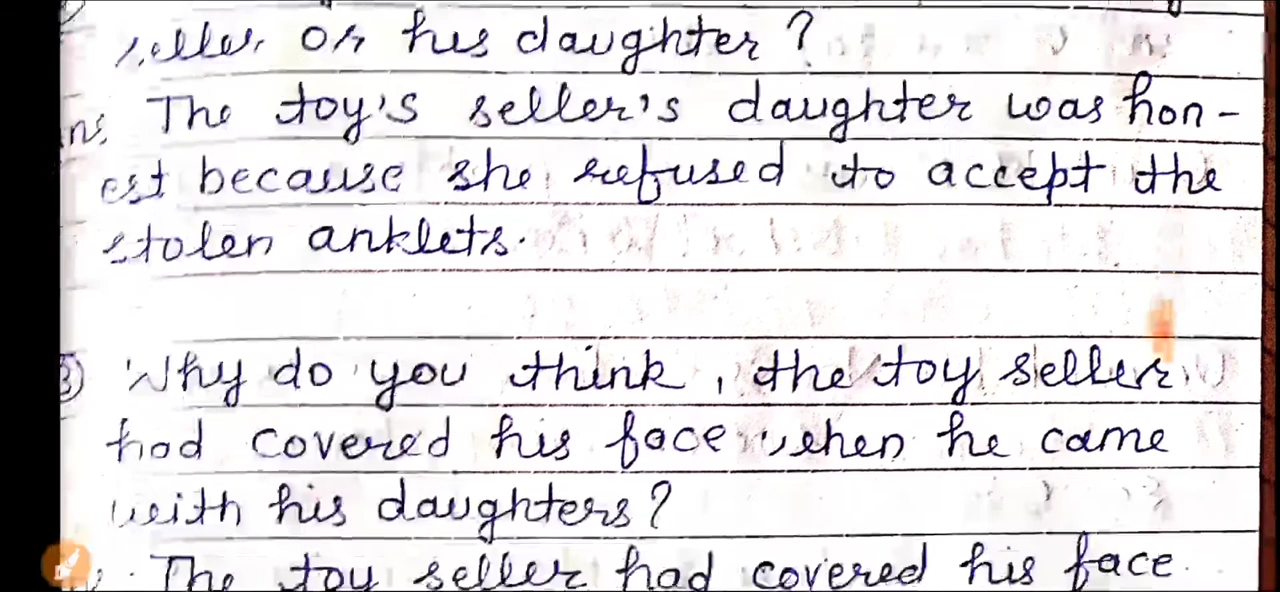 seller or his daughter ?
Ans. The toy's seller's daughter was hon-
est because she refused to accept the
stolen anklets.
3) Why do you think, the toy seller
had covered his face when he came
with his daughters?
The toy seller had covered his face